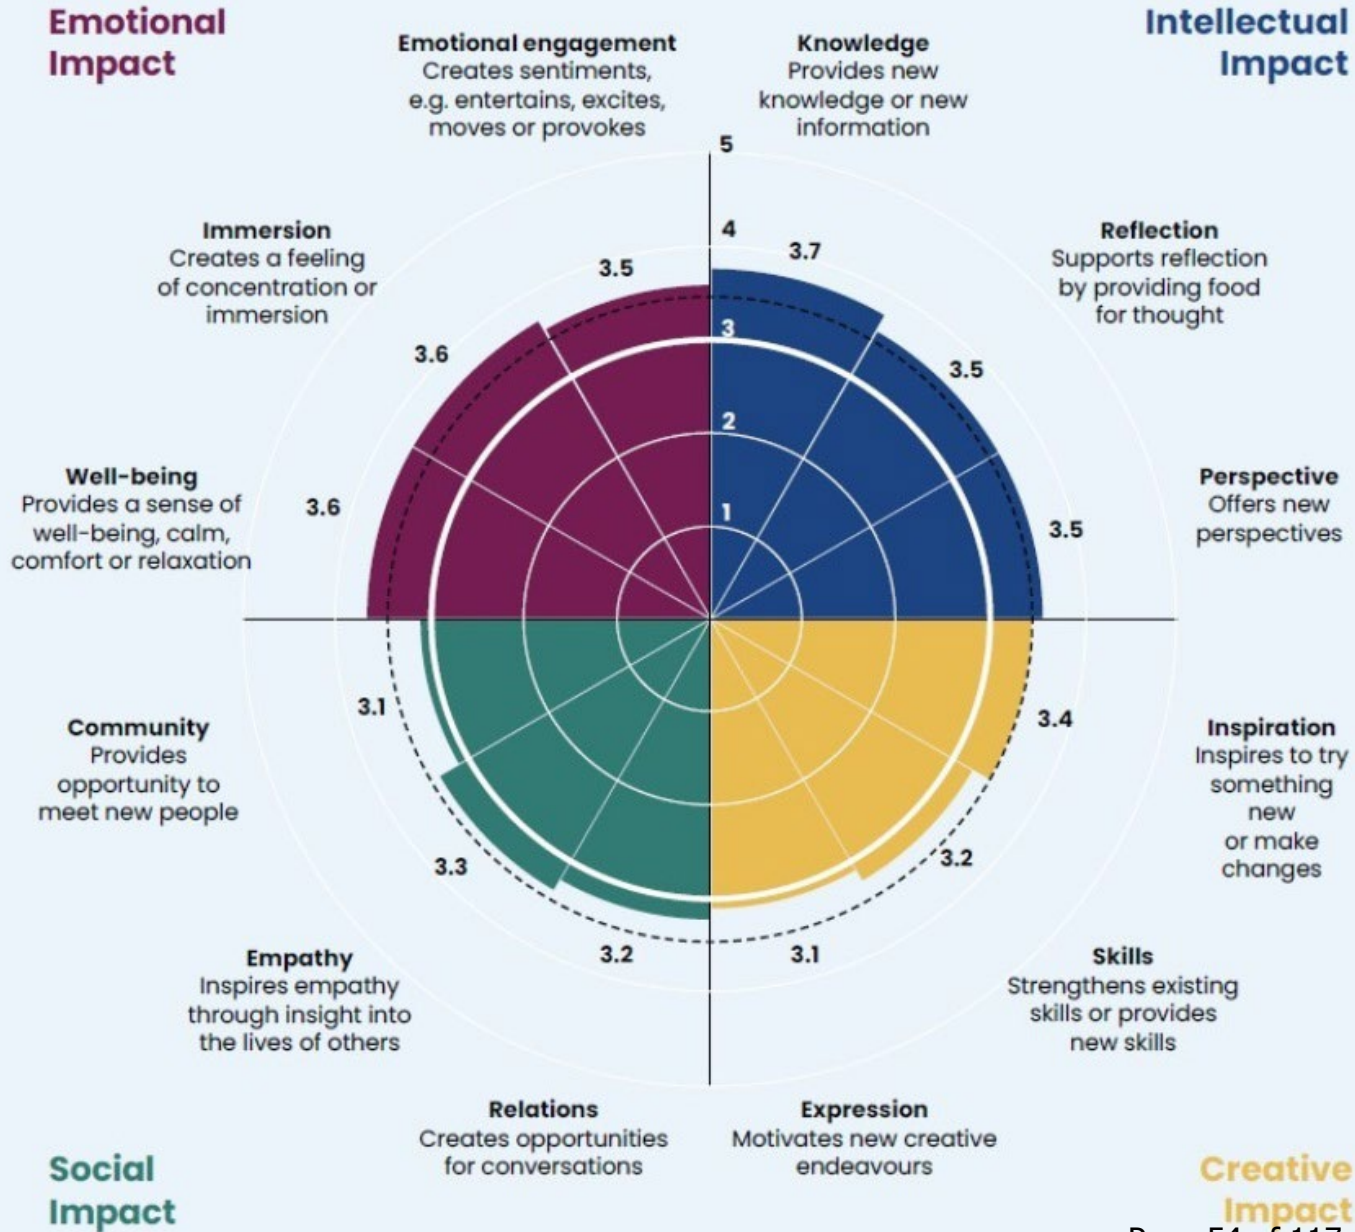 Emotional
Impact
Intellectual
Impact
Emotional engagement
Creates sentiments,
e.g. entertains, excites,
moves or provokes
Knowledge
Provides new
knowledge or new
information
Immersion
Creates a feeling
of concentration or
immersion
Reflection
Supports reflection
by providing food
for thought
Well-being
Provides a sense of
well-being, calm,
comfort or relaxation
Perspective
Offers new
perspectives
5
4
3
2
1
3.5
3.7
3.6
3.5
3.6
3.5
3.1
3.4
3.3
3.2
3.2
3.1
Community
Provides
opportunity to
meet new people
Inspiration
Inspires to try
something
new
or make
changes
Empathy
Inspires empathy
through insight into
the lives of others
Skills
Strengthens existing
skills or provides
new skills
Relations
Creates opportunities
for conversations
Expression
Motivates new creative
endeavours
Social
Impact
Creative
Impact